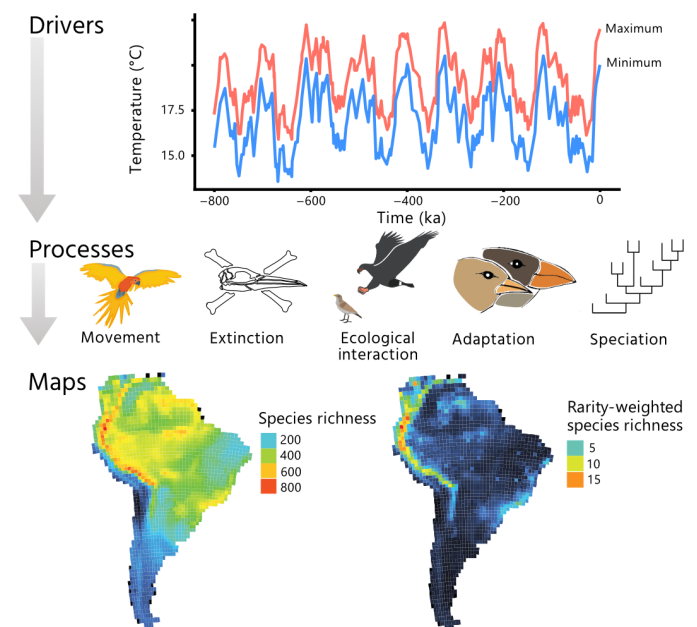 Drivers
Temperature (°C)
17.5
15.0
Maximum
Minimum
−800
−600
−400
−200
0
Time (ka)
Processes
Movement
Extinction
Ecological
interaction
Adaptation
Speciation
Maps
Species richness
200
400
600
800
Rarity-weighted
species richness
5
10
15